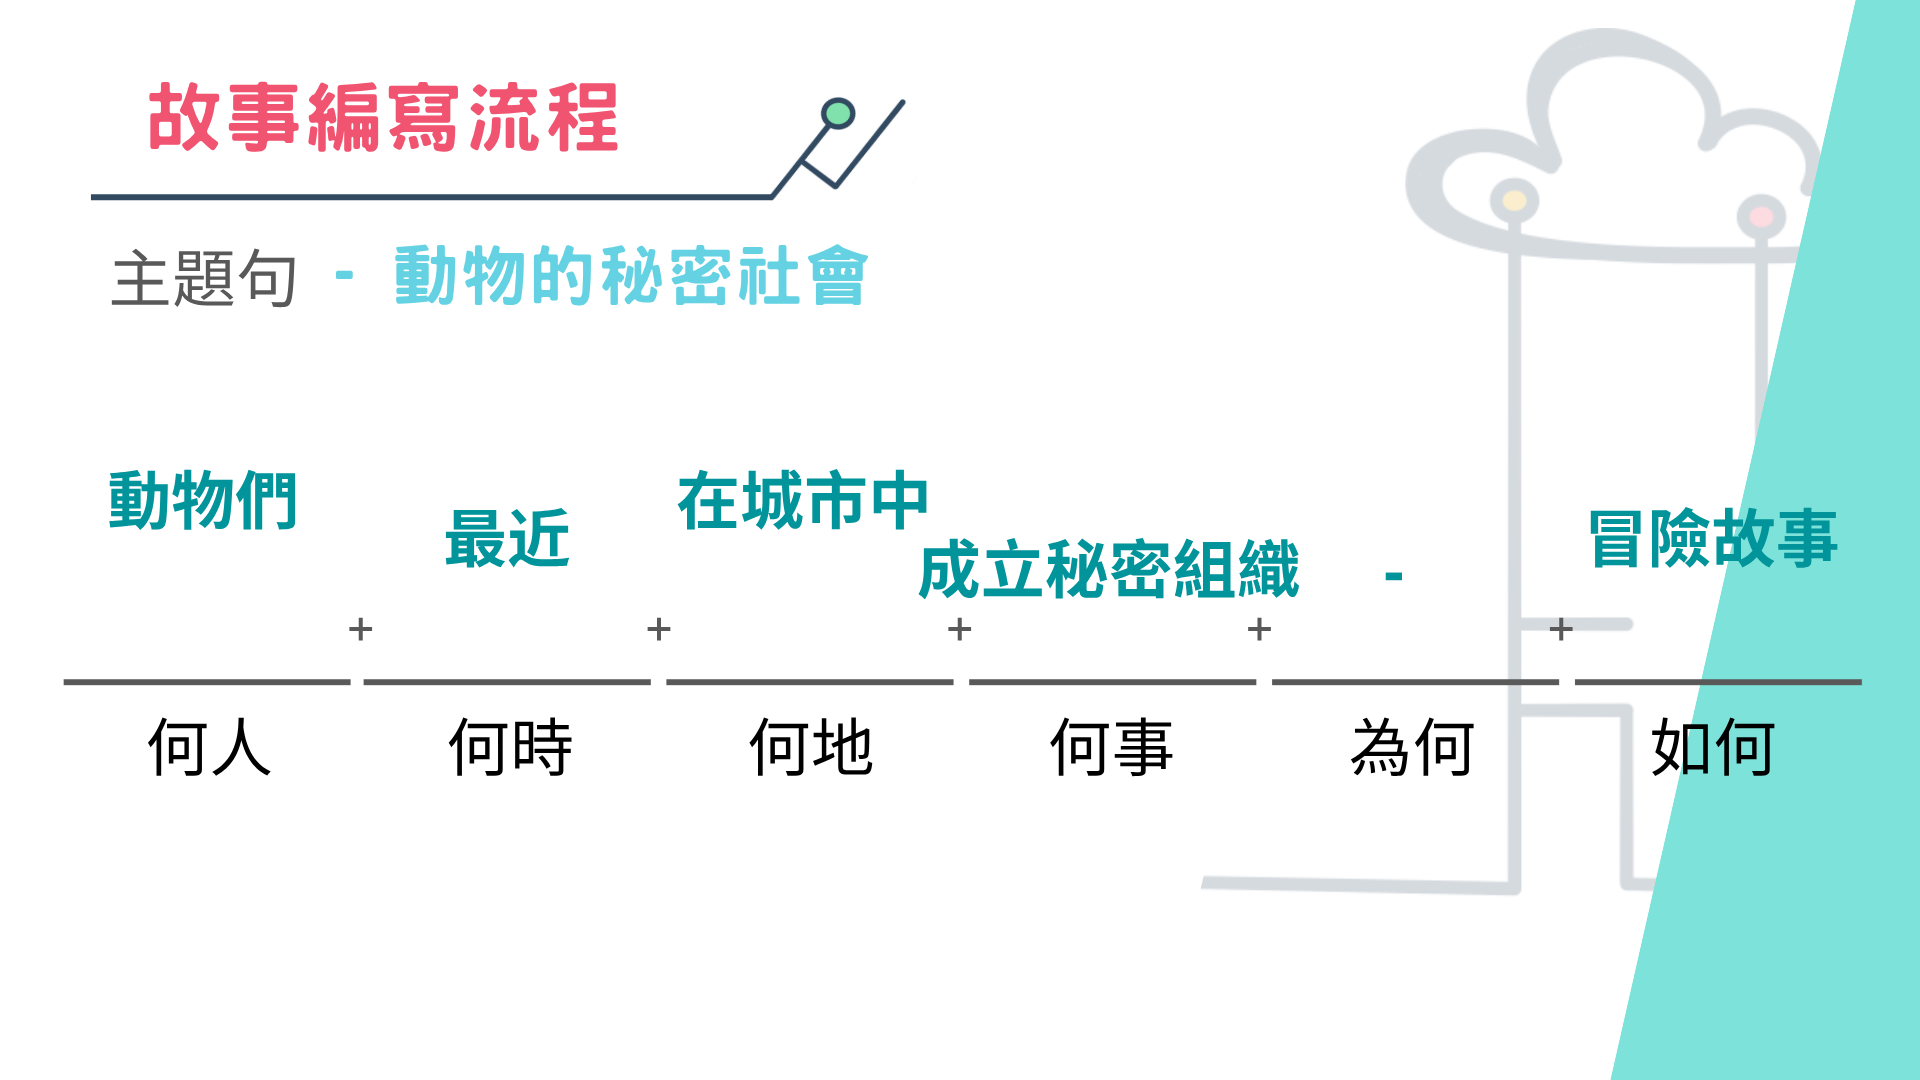 故事編寫流程
主題句 - 動物的秘密社會
動物們
最近
在城市中
成立秘密組織
-
冒險故事
+ + + + +
何人 何時 何地 何事 為何 如何